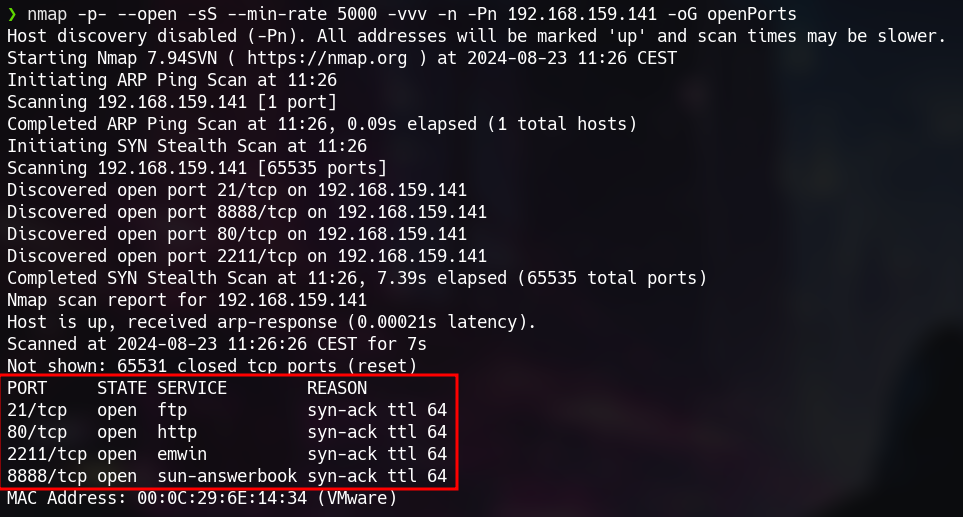 ❯ nmap -p- --open -sS --min-rate 5000 -vvv -n -Pn 192.168.159.141 -oG openPorts
Host discovery disabled (-Pn). All addresses will be marked 'up' and scan times may be slower.
Starting Nmap 7.94SVN ( https://nmap.org ) at 2024-08-23 11:26 CEST
Initiating ARP Ping Scan at 11:26
Scanning 192.168.159.141 [1 port]
Completed ARP Ping Scan at 11:26, 0.09s elapsed (1 total hosts)
Initiating SYN Stealth Scan at 11:26
Scanning 192.168.159.141 [65535 ports]
Discovered open port 21/tcp on 192.168.159.141
Discovered open port 8888/tcp on 192.168.159.141
Discovered open port 80/tcp on 192.168.159.141
Discovered open port 2211/tcp on 192.168.159.141
Completed SYN Stealth Scan at 11:26, 7.39s elapsed (65535 total ports)
Nmap scan report for 192.168.159.141
Host is up, received arp-response (0.00021s latency).
Scanned at 2024-08-23 11:26:26 CEST for 7s
Not shown: 65531 closed tcp ports (reset)
PORT     STATE SERVICE        REASON
21/tcp   open  ftp            syn-ack ttl 64
80/tcp   open  http           syn-ack ttl 64
2211/tcp open  emwin          syn-ack ttl 64
8888/tcp open  sun-answerbook syn-ack ttl 64
MAC Address: 00:0C:29:6E:14:34 (VMware)